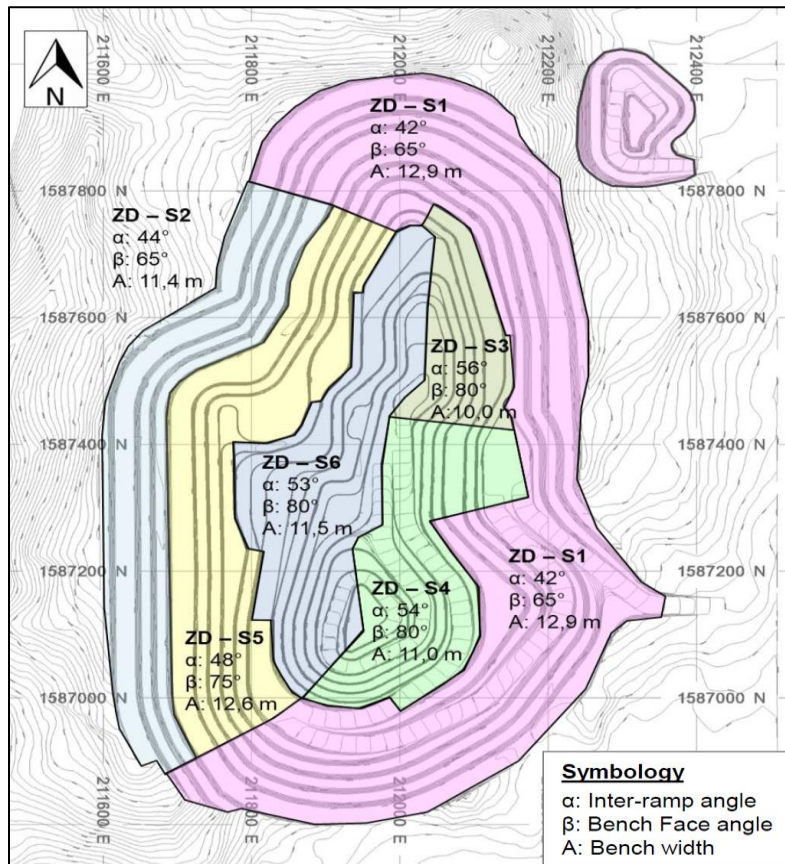 211600 E
211800 E
212000 E
212200 E
212400 E
N
ZD – S1
α: 42°
β: 65°
A: 12,9 m
1587800 N
1587800 N
ZD – S2
α: 44°
β: 65°
A: 11,4 m
1587600 N
1587600 N
ZD – S3
α: 56°
β: 80°
A:10,0 m
1587400 N
1587400 N
ZD – S6
α: 53°
β: 80°
A: 11,5 m
ZD – S1
α: 42°
β: 65°
A: 12,9 m
1587200 N
1587200 N
ZD – S4
α: 54°
β: 80°
A: 11,0 m
ZD – S5
α: 48°
β: 75°
A: 12,6 m
1587000 N
1587000 N
211600 E
211800 E
212000 E
Symbology
α: Inter-ramp angle
β: Bench Face angle
A: Bench width